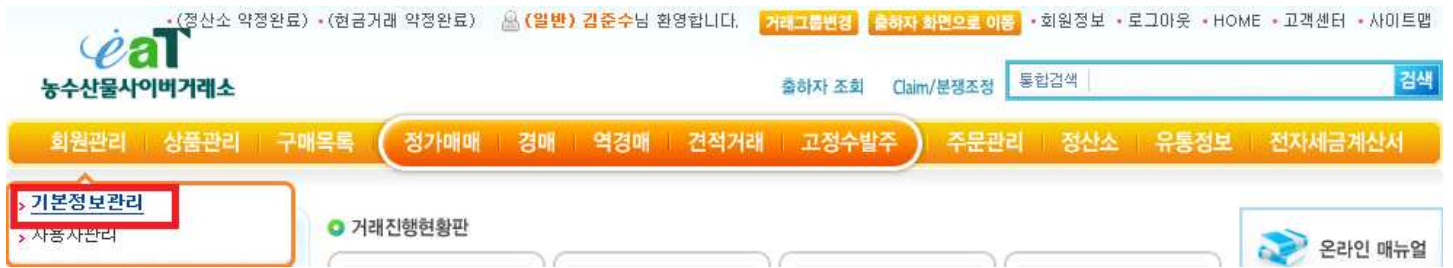 • (정산소 약정완료) • (현금거래 약정완료) (일반) 김준수님 환영합니다. 거래그룹변경 출하자 화면으로 이동 • 회원정보 • 로그아웃 • HOME • 고객센터 • 사이트맵
eaT
농수산물사이버거래소
출하자 조회 Claim/분쟁조정 통합검색 검색
회원관리 상품관리 구매목록 정가매매 경매 역경매 견적거래 고정수발주 주문관리 정산소 유통정보 전자세금계산서
> 기본정보관리
> 사용자관리
거래진행현황판
온라인 매뉴얼